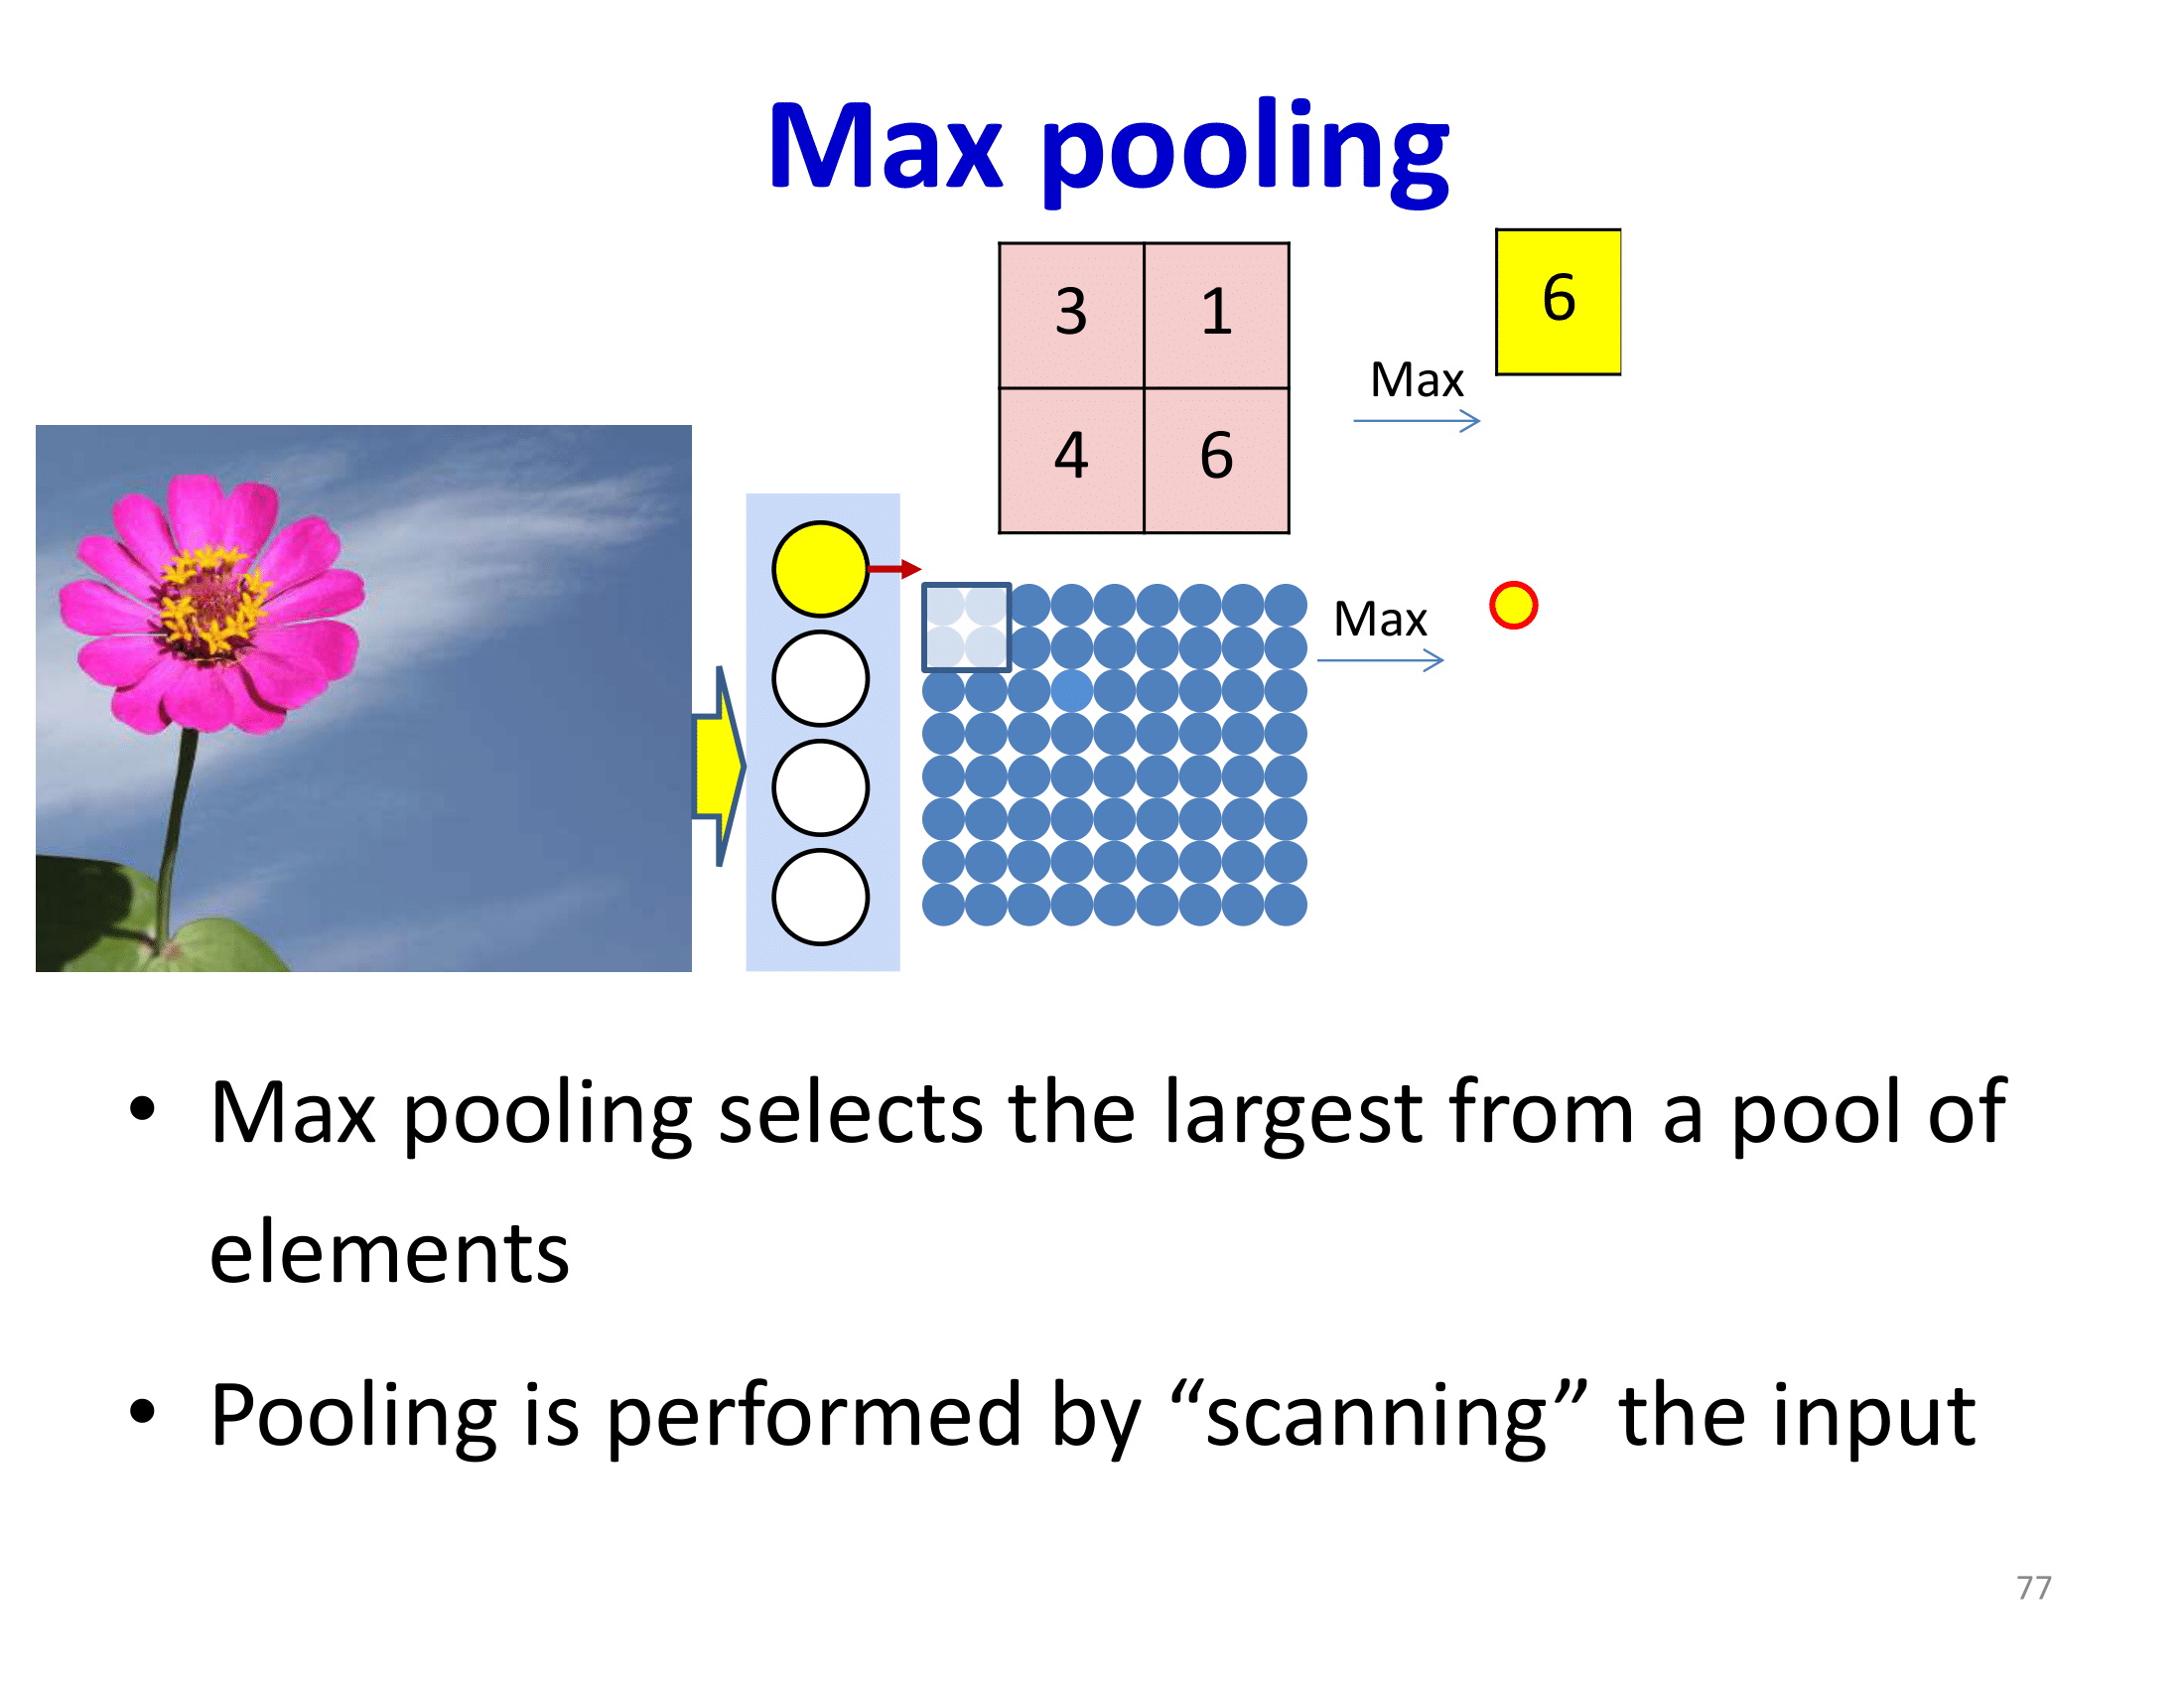 Max pooling
3 1
6
Max
4 6
Max
• Max pooling selects the largest from a pool of
elements
• Pooling is performed by “scanning” the input
77